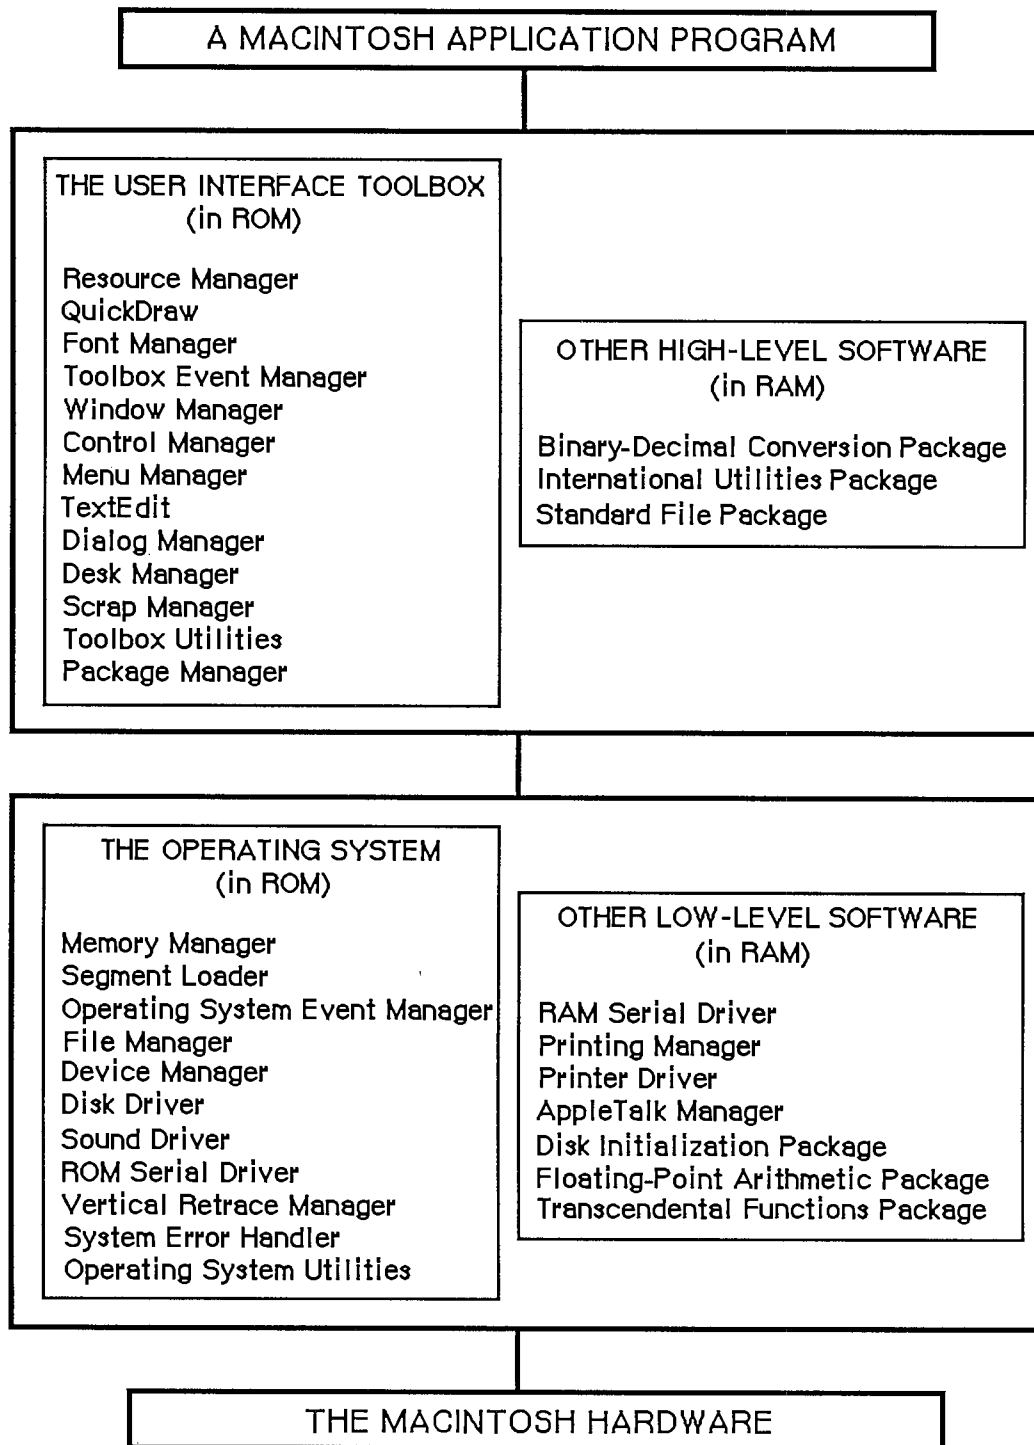 A MACINTOSH APPLICATION PROGRAM
THE USER INTERFACE TOOLBOX
(in ROM)
Resource Manager
QuickDraw
Font Manager
Toolbox Event Manager
Window Manager
Control Manager
Menu Manager
TextEdit
Dialog Manager
Desk Manager
Scrap Manager
Toolbox Utilities
Package Manager
OTHER HIGH-LEVEL SOFTWARE
(in RAM)
Binary-Decimal Conversion Package
International Utilities Package
Standard File Package
THE OPERATING SYSTEM
(in ROM)
Memory Manager
Segment Loader
Operating System Event Manager
File Manager
Device Manager
Disk Driver
Sound Driver
ROM Serial Driver
Vertical Retrace Manager
System Error Handler
Operating System Utilities
OTHER LOW-LEVEL SOFTWARE
(in RAM)
RAM Serial Driver
Printing Manager
Printer Driver
AppleTalk Manager
Disk Initialization Package
Floating-Point Arithmetic Package
Transcendental Functions Package
THE MACINTOSH HARDWARE